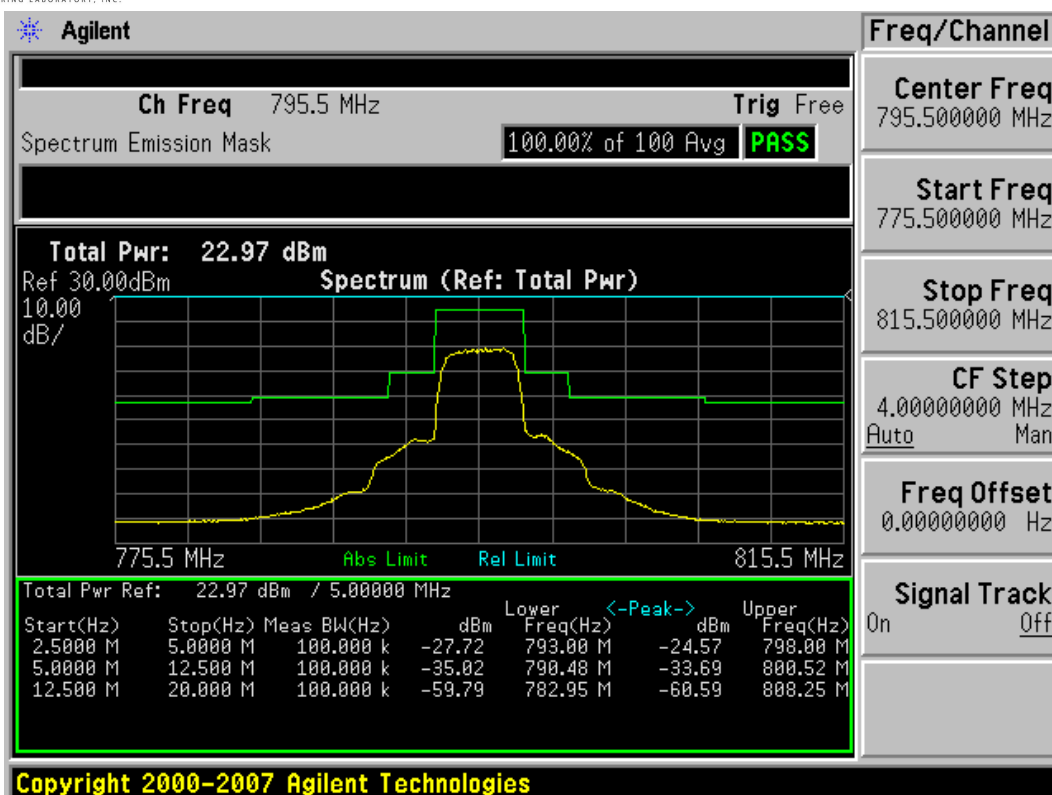 RING LABORATORY, INC.
Agilent
Freq/Channel
Ch Freq 795.5 MHz Trig Free
Spectrum Emission Mask 100.00% of 100 Avg PASS
Center Freq
795.500000 MHz
Start Freq
775.500000 MHz
Stop Freq
815.500000 MHz
CF Step
4.00000000 MHz
Auto Man
Freq Offset
0.00000000 Hz
Signal Track
On Off
Total Pwr: 22.97 dBm
Ref 30.00dBm Spectrum (Ref: Total Pwr)
10.00
dB/
775.5 MHz Abs Limit Rel Limit 815.5 MHz
Total Pwr Ref: 22.97 dBm / 5.00000 MHz
Lower <-Peak-> Upper
Start(Hz) Stop(Hz) Meas BW(Hz) dBm Freq(Hz) dBm Freq(Hz)
2.5000 M 5.0000 M 100.000 k -27.72 793.00 M -24.57 798.00 M
5.0000 M 12.500 M 100.000 k -35.02 790.48 M -33.69 800.52 M
12.500 M 20.000 M 100.000 k -59.79 782.95 M -60.59 808.25 M
Copyright 2000-2007 Agilent Technologies